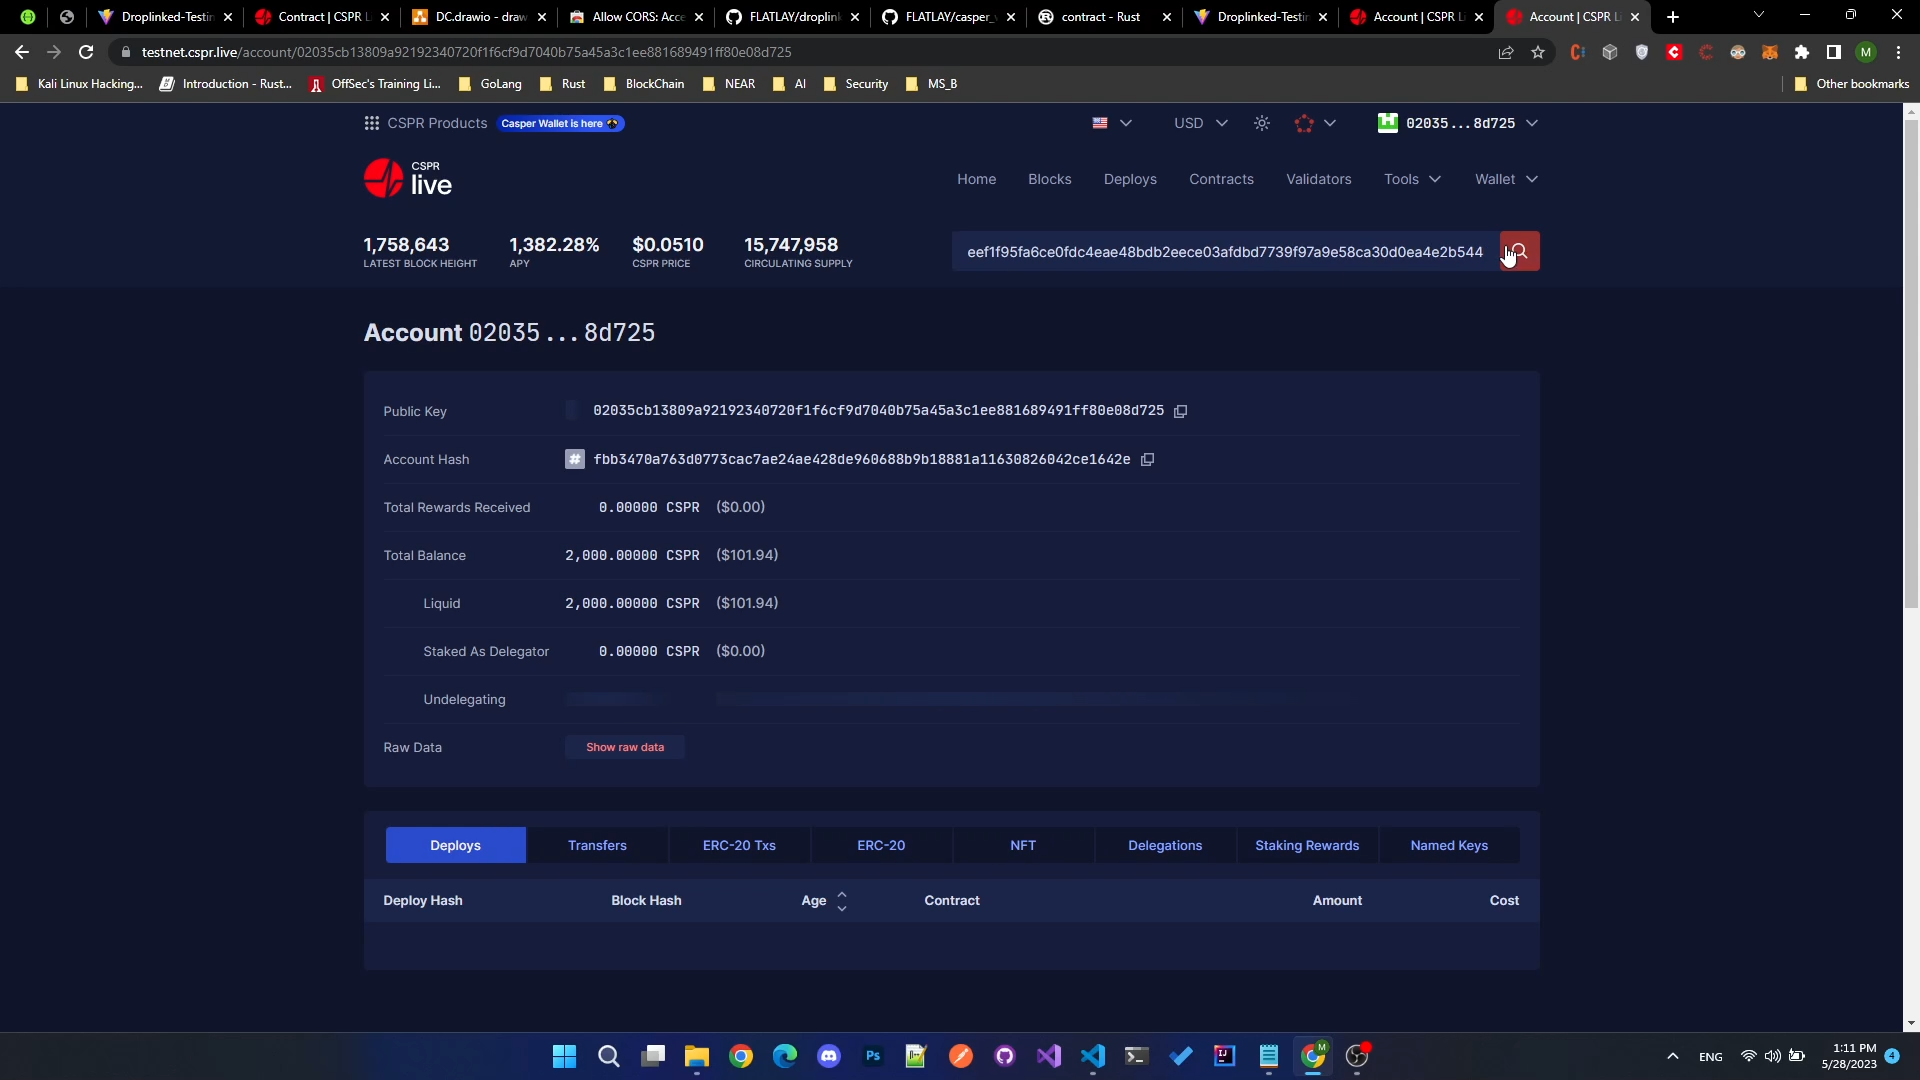 Droplinked-Testin
Contract | CSPR L
DC.drawio - draw
Allow CORS: Acce
FLATLAY/droplink
FLATLAY/casper_
contract - Rust
Droplinked-Testin
Account | CSPR L
Account | CSPR L
testnet.cspr.live/account/02035cb13809a92192340720f1f6cf9d7040b75a45a3c1ee881689491ff80e08d725
M
Kali Linux Hacking...
Introduction - Rust...
OffSec's Training Li...
GoLang
Rust
BlockChain
NEAR
AI
Security
MS_B
Other bookmarks
CSPR Products
Casper Wallet is here
USD
02035...8d725
CSPR
live
Home
Blocks
Deploys
Contracts
Validators
Tools
Wallet
1,758,643
LATEST BLOCK HEIGHT
1,382.28%
APY
$0.0510
CSPR PRICE
15,747,958
CIRCULATING SUPPLY
eef1f95fa6ce0fdc4eae48bdb2eece03afdbd7739f97a9e58ca30d0ea4e2b544
Account 02035...8d725
Public Key
02035cb13809a92192340720f1f6cf9d7040b75a45a3c1ee881689491ff80e08d725
Account Hash
# fbb3470a763d0773cac7ae24ae428de960688b9b18881a11630826042ce1642e
Total Rewards Received
0.00000 CSPR ($0.00)
Total Balance
2,000.00000 CSPR ($101.94)
Liquid
2,000.00000 CSPR ($101.94)
Staked As Delegator
0.00000 CSPR ($0.00)
Undelegating
Raw Data
Show raw data
Deploys
Transfers
ERC-20 Txs
ERC-20
NFT
Delegations
Staking Rewards
Named Keys
Deploy Hash
Block Hash
Age
Contract
Amount
Cost
Ps
IJ
M
ENG
1:11 PM
5/28/2023
4